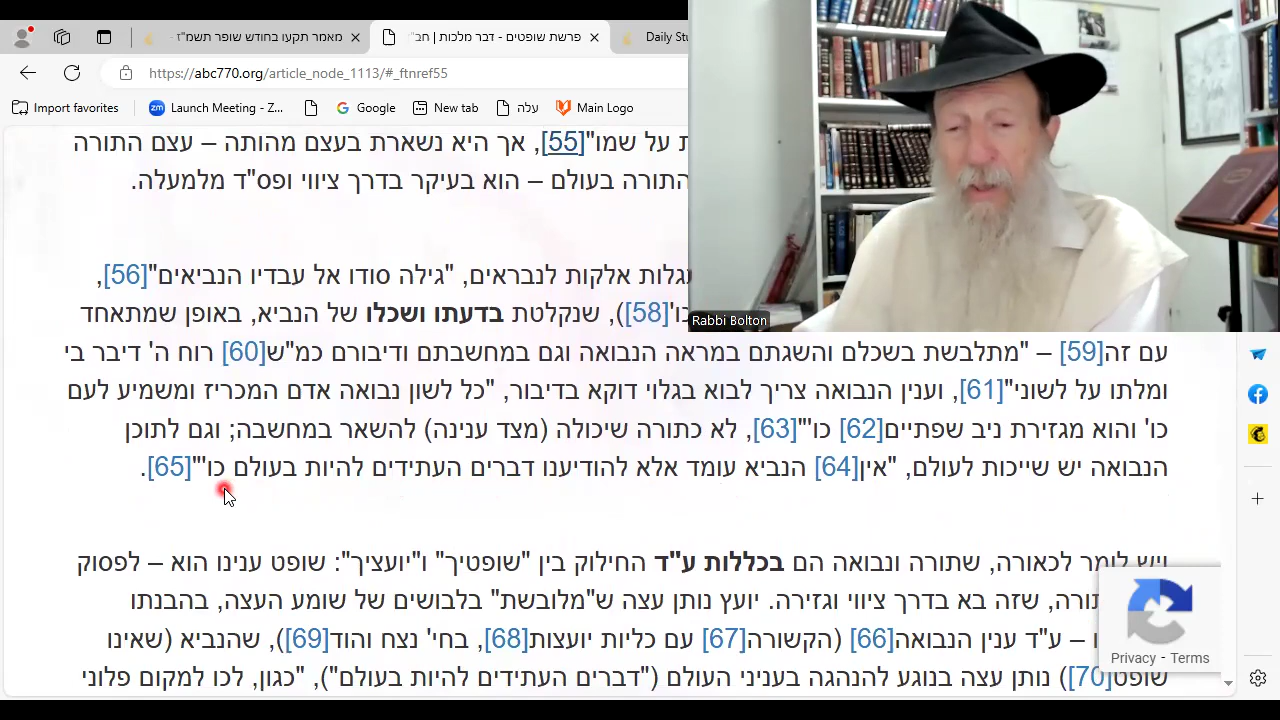 מאמר תקעו בחודש שופר תשמ"ז -
פרשת שופטים - דבר מלכות | חב"
Daily Stu
https://abc770.org/article_node_1113/#_ftnref55
Import favorites
Launch Meeting - Z...
Google
New tab
עלה
Main Logo
ת על שמו"[55], אך היא נשארת בעצם מהותה – עצם התורה
התורה בעולם – הוא בעיקר בדרך ציווי ופס"ד מלמעלה.
תגלות אלקות לנבראים, "גילה סודו אל עבדיו הנביאים"[56],
כו'[58]), שנקלטת בדעתו ושכלו של הנביא, באופן שמתאחד
עם זה[59] – "מתלבשת בשכלם והשגתם במראה הנבואה וגם במחשבתם ודיבורם כמ"ש[60] רוח ה' דיבר בי
ומלתו על לשוני"[61], וענין הנבואה צריך לבוא בגלוי דוקא בדיבור, "כל לשון נבואה אדם המכריז ומשמיע לעם
כו' והוא מגזירת ניב שפתיים[62] כו'"[63], לא כתורה שיכולה (מצד ענינה) להשאר במחשבה; וגם לתוכן
הנבואה יש שייכות לעולם, "אין[64] הנביא עומד אלא להודיענו דברים העתידים להיות בעולם כו'"[65].
ויש לומר לכאורה, שתורה ונבואה הם בכללות ע"ד החילוק בין "שופטיך" ו"יועציך": שופט ענינו הוא – לפסוק
תורה, שזה בא בדרך ציווי וגזירה. יועץ נותן עצה ש"מלובשת" בלבושים של שומע העצה, בהבנתו
ו – ע"ד ענין הנבואה[66] (הקשורה[67] עם כליות יועצות[68], בחי' נצח והוד[69]), שהנביא (שאינו
שופט[70]) נותן עצה בנוגע להנהגה בעניני העולם ("דברים העתידים להיות בעולם"), "כגון, לכו למקום פלוני
Rabbi Bolton
Privacy - Terms